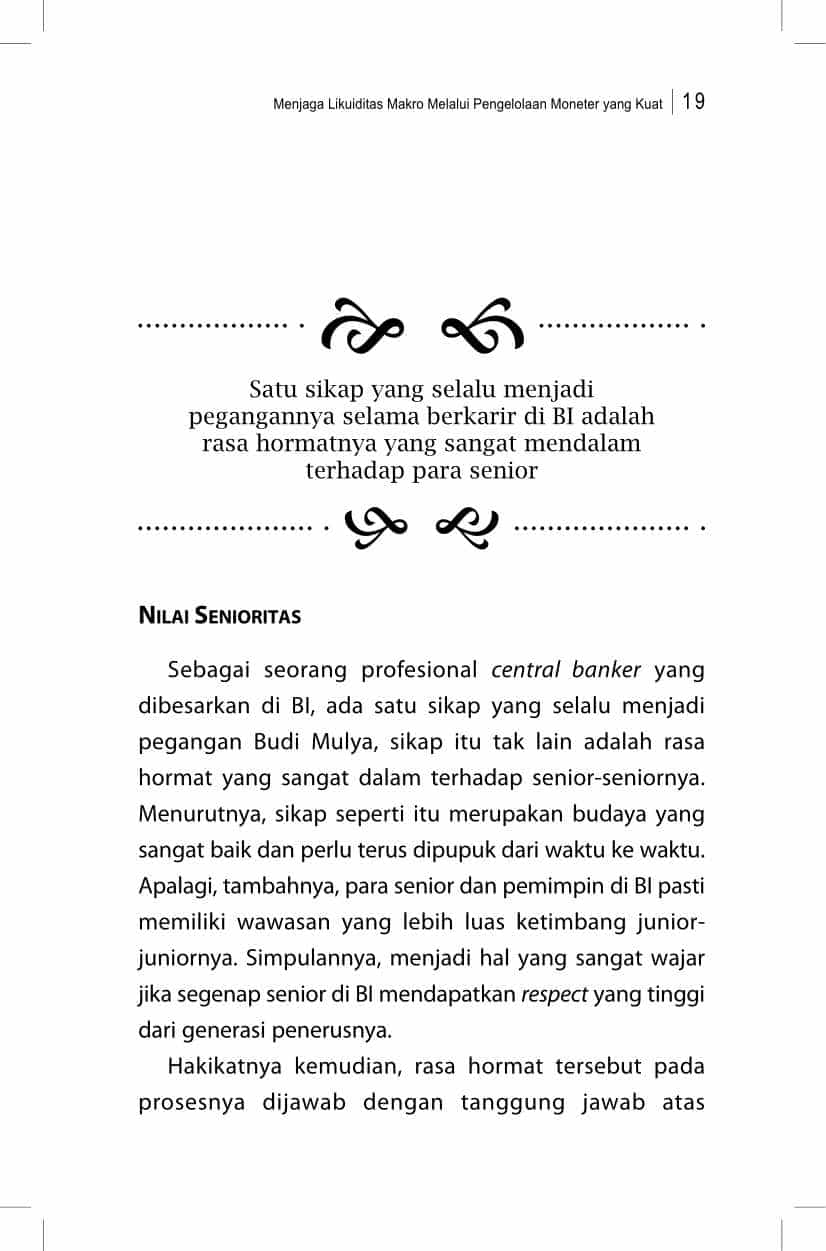 Menjaga Likuiditas Makro Melalui Pengelolaan Moneter yang Kuat | 19
Satu sikap yang selalu menjadi
pegangannya selama berkarir di BI adalah
rasa hormatnya yang sangat mendalam
terhadap para senior
NILAI SENIORITAS
Sebagai seorang profesional central banker yang
dibesarkan di BI, ada satu sikap yang selalu menjadi
pegangan Budi Mulya, sikap itu tak lain adalah rasa
hormat yang sangat dalam terhadap senior-seniornya.
Menurutnya, sikap seperti itu merupakan budaya yang
sangat baik dan perlu terus dipupuk dari waktu ke waktu.
Apalagi, tambahnya, para senior dan pemimpin di BI pasti
memiliki wawasan yang lebih luas ketimbang junior-
juniornya. Simpulannya, menjadi hal yang sangat wajar
jika segenap senior di BI mendapatkan respect yang tinggi
dari generasi penerusnya.
Hakikatnya kemudian, rasa hormat tersebut pada
prosesnya dijawab dengan tanggung jawab atas